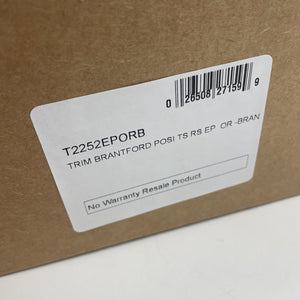 0 26508 27159 9
T2252EPORB
TRIM BRANTFORD POSI TS RS EP OR -BRAN
No Warranty Resale Product